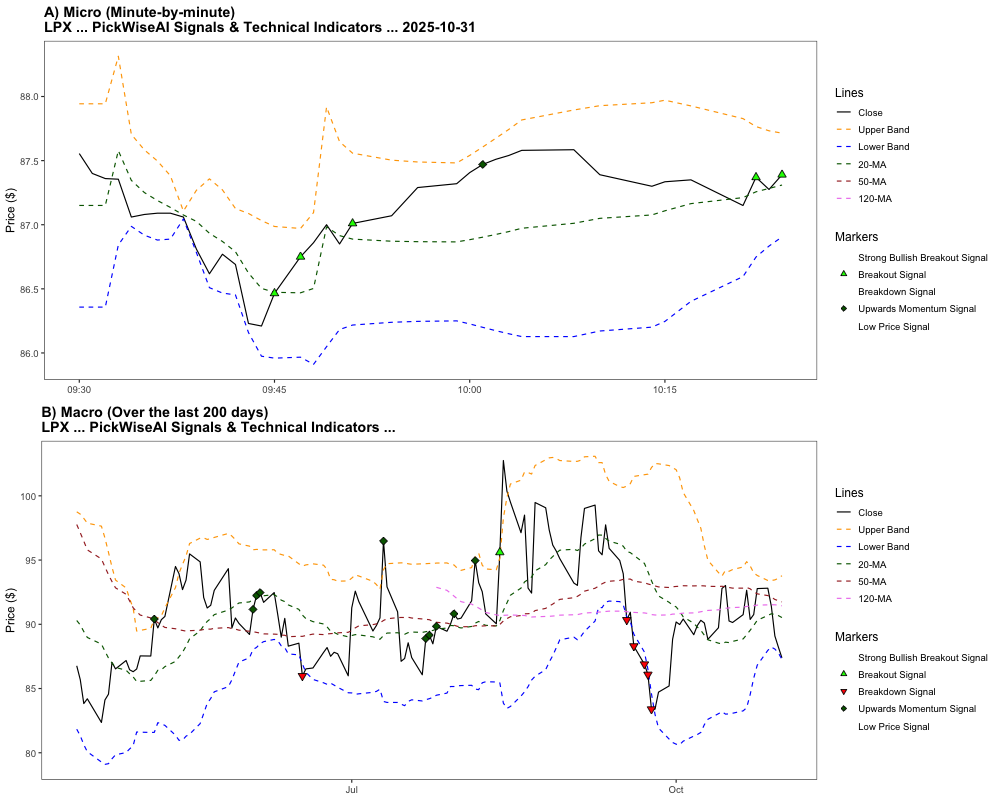 A) Micro (Minute-by-minute)
LPX ... PickWiseAI Signals & Technical Indicators ... 2025-10-31
Price ($)
88.0
87.5
87.0
86.5
86.0
09:30
09:45
10:00
10:15
Lines
Close
Upper Band
Lower Band
20-MA
50-MA
120-MA
Markers
Strong Bullish Breakout Signal
Breakout Signal
Breakdown Signal
Upwards Momentum Signal
Low Price Signal
B) Macro (Over the last 200 days)
LPX ... PickWiseAI Signals & Technical Indicators ...
Price ($)
100
95
90
85
80
Jul
Oct
Lines
Close
Upper Band
Lower Band
20-MA
50-MA
120-MA
Markers
Strong Bullish Breakout Signal
Breakout Signal
Breakdown Signal
Upwards Momentum Signal
Low Price Signal